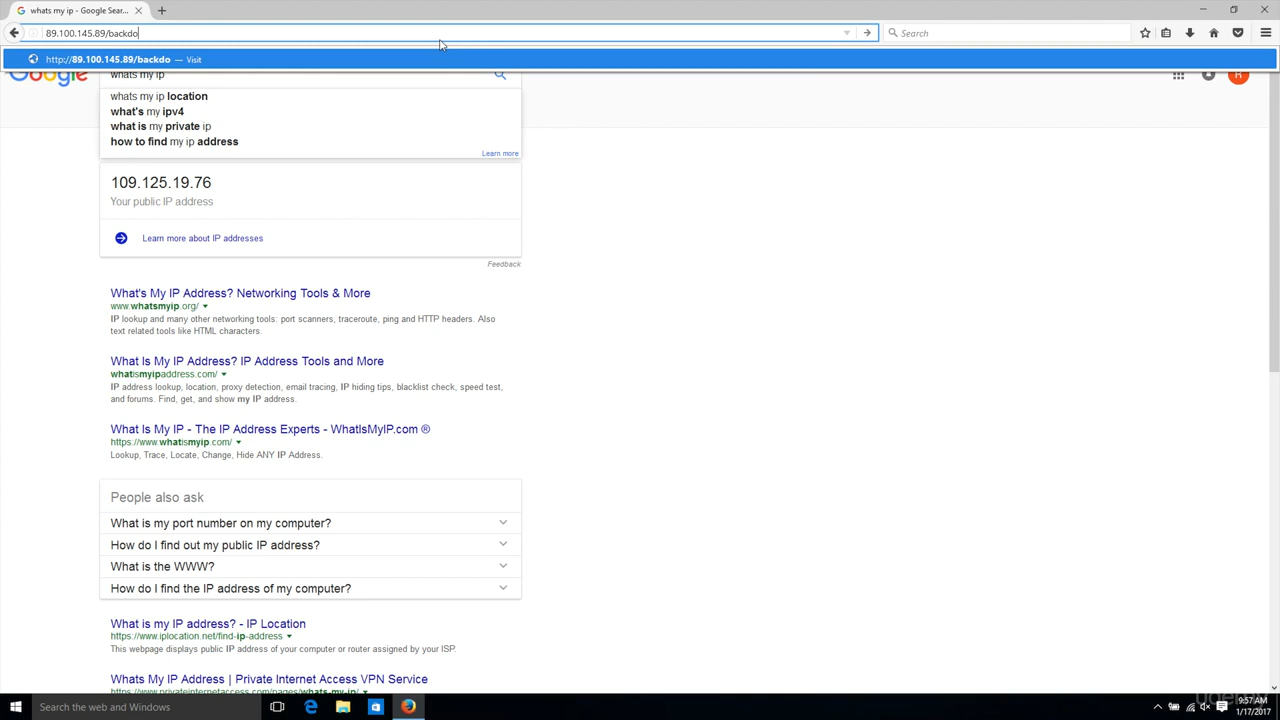 whats my ip - Google Sear...
89.100.145.89/backdo
Search
http://89.100.145.89/backdo — Visit
Google
whats my ip
R
whats my ip location
what's my ipv4
what is my private ip
how to find my ip address
Learn more
109.125.19.76
Your public IP address
Learn more about IP addresses
Feedback
What's My IP Address? Networking Tools & More
www.whatsmyip.org/
IP lookup and many other networking tools: port scanners, traceroute, ping and HTTP headers. Also
text related tools like HTML characters.
What Is My IP Address? IP Address Tools and More
whatismyipaddress.com/
IP address lookup, location, proxy detection, email tracing, IP hiding tips, blacklist check, speed test,
and forums. Find, get, and show my IP address.
What Is My IP - The IP Address Experts - WhatIsMyIP.com ®
https://www.whatismyip.com/
Lookup, Trace, Locate, Change, Hide ANY IP Address.
People also ask
What is my port number on my computer?
How do I find out my public IP address?
What is the WWW?
How do I find the IP address of my computer?
What is my IP address? - IP Location
https://www.iplocation.net/find-ip-address
This webpage displays public IP address of your computer or router assigned by your ISP.
Whats My IP Address | Private Internet Access VPN Service
https://www.privateinternetaccess.com/pages/whats-my-ip/
Search the web and Windows
9:57 AM
1/17/2017